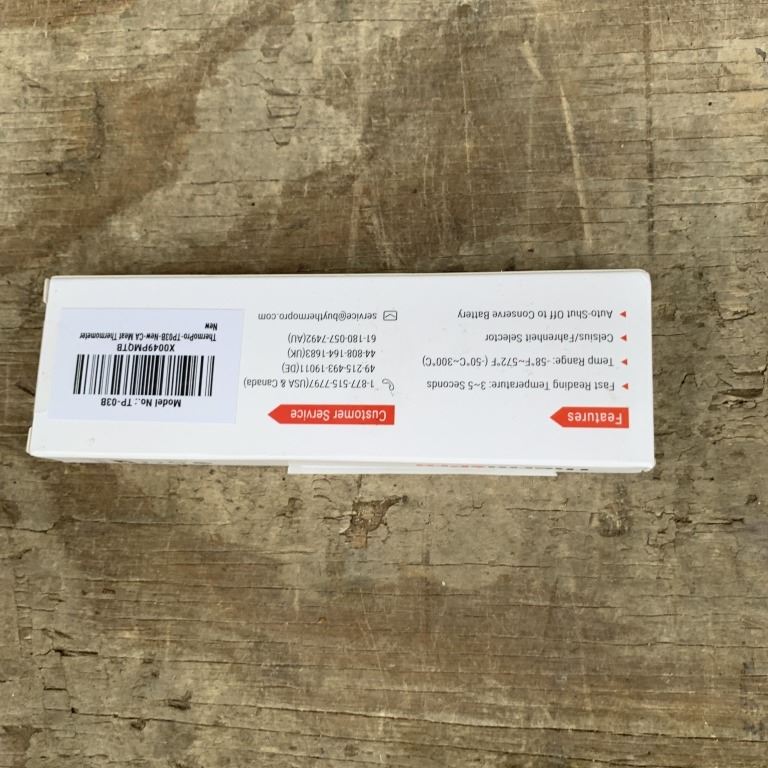 Features
Fast Reading Temperature: 3~5 Seconds
Temp Range: -58°F~572°F (-50°C~300°C)
Celsius/Fahrenheit Selector
Auto-Shut Off to Conserve Battery
Customer Service
1-877-515-7797(USA & Canada)
49-215-493-19011(DE)
44-808-164-1683(UK)
61-180-057-7492(AU)
service@buythermopro.com
Model No.: TP-03B
X0049PMQTB
ThermoPro-TP03B-New-CA Meat Thermometer
New